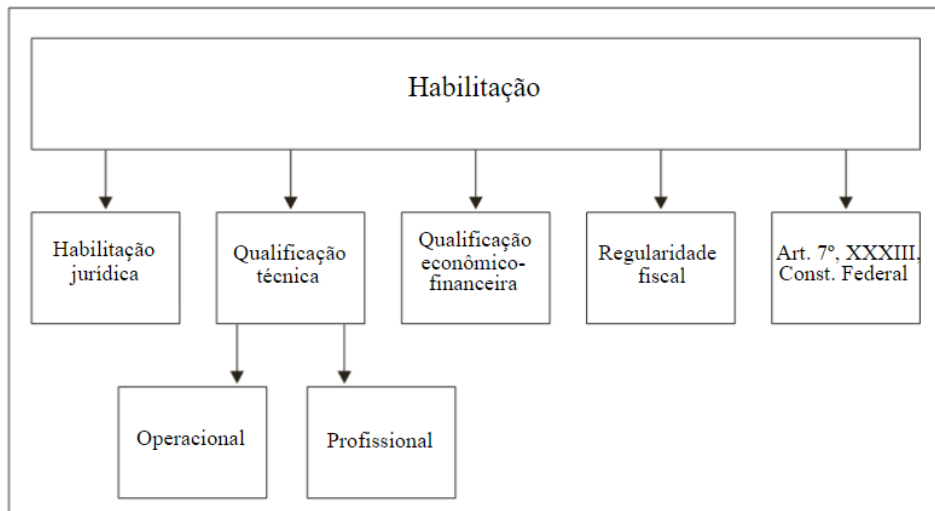 Habilitação
Habilitação
jurídica
Qualificação
técnica
Qualificação
econômico-
financeira
Regularidade
fiscal
Art. 7º, XXXIII,
Const. Federal
Operacional
Profissional